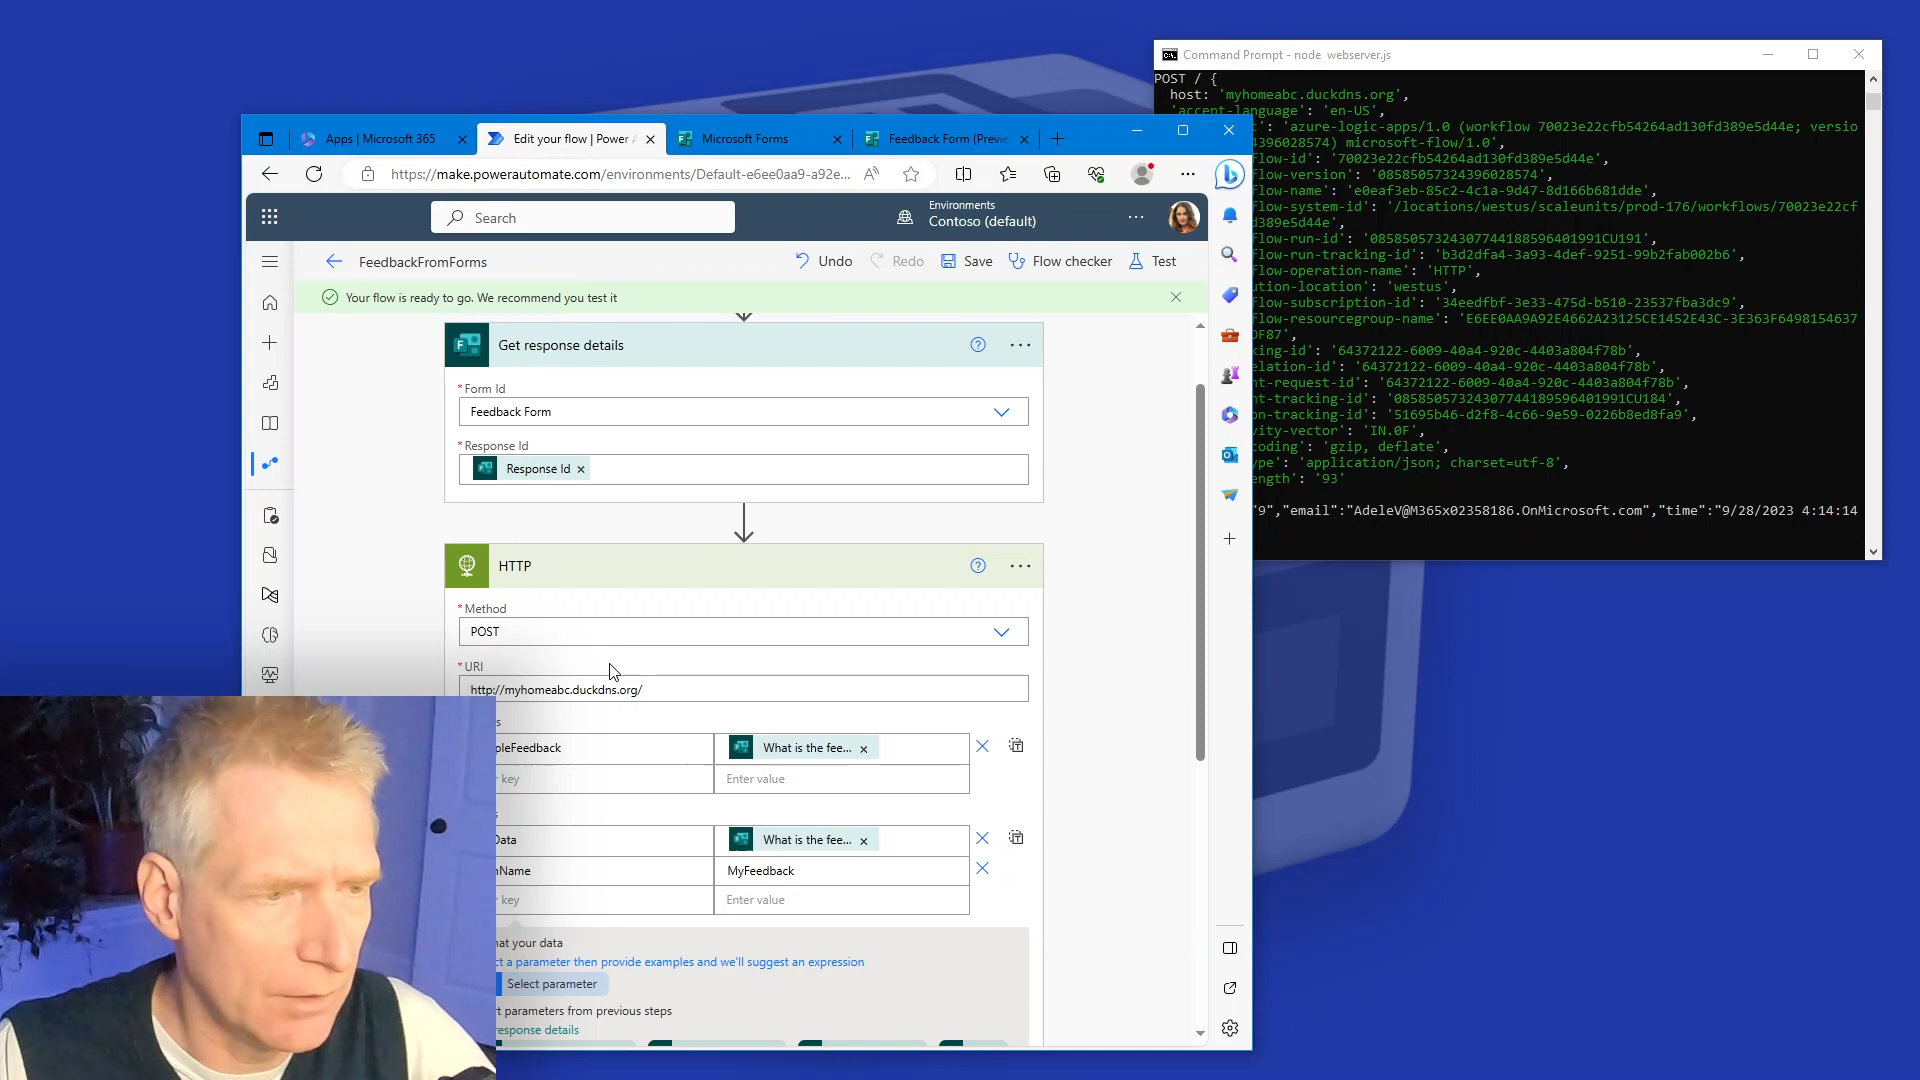 Command Prompt - node webserver.js
POST / {
host: 'myhomeabc.duckdns.org',
'accept-language': 'en-US',
': 'azure-logic-apps/1.0 (workflow 70023e22cfb54264ad130fd389e5d44e; versio
4396028574) microsoft-flow/1.0',
flow-id': '70023e22cfb54264ad130fd389e5d44e',
flow-version': '08585057324396028574',
flow-name': 'e0eaf3eb-85c2-4c1a-9d47-8d166b681dde',
flow-system-id': '/locations/westus/scaleunits/prod-176/workflows/70023e22cf
d389e5d44e',
flow-run-id': '08585057324307744188596401991CU191',
flow-run-tracking-id': 'b3d2dfa4-3a93-4def-9251-99b2fab002b6',
flow-operation-name': 'HTTP',
ution-location': 'westus',
flow-subscription-id': '34eedfbf-3e33-475d-b510-23537fba3dc9',
flow-resourcegroup-name': 'E6EE0AA9A92E4662A23125CE1452E43C-3E363F6498154637
0F87',
king-id': '64372122-6009-40a4-920c-4403a804f78b',
elation-id': '64372122-6009-40a4-920c-4403a804f78b',
nt-request-id': '64372122-6009-40a4-920c-4403a804f78b',
nt-tracking-id': '08585057324307744189596401991CU184',
on-tracking-id': '51695b46-d2f8-4c66-9e59-0226b8ed8fa9',
vity-vector': 'IN.0F',
coding': 'gzip, deflate',
ype': 'application/json; charset=utf-8',
ength': '93'
"9","email":"AdeleV@M365x02358186.OnMicrosoft.com","time":"9/28/2023 4:14:14
Apps | Microsoft 365
Edit your flow | Power A
Microsoft Forms
Feedback Form (Previe
https://make.powerautomate.com/environments/Default-e6ee0aa9-a92e...
Search
Environments
Contoso (default)
FeedbackFromForms
Undo
Redo
Save
Flow checker
Test
Your flow is ready to go. We recommend you test it
Get response details
* Form Id
Feedback Form
* Response Id
Response Id
HTTP
* Method
POST
* URI
http://myhomeabc.duckdns.org/
s
pleFeedback
What is the fee...
key
Enter value
s
Data
What is the fee...
nName
MyFeedback
key
Enter value
nat your data
ct a parameter then provide examples and we'll suggest an expression
Select parameter
rt parameters from previous steps
response details